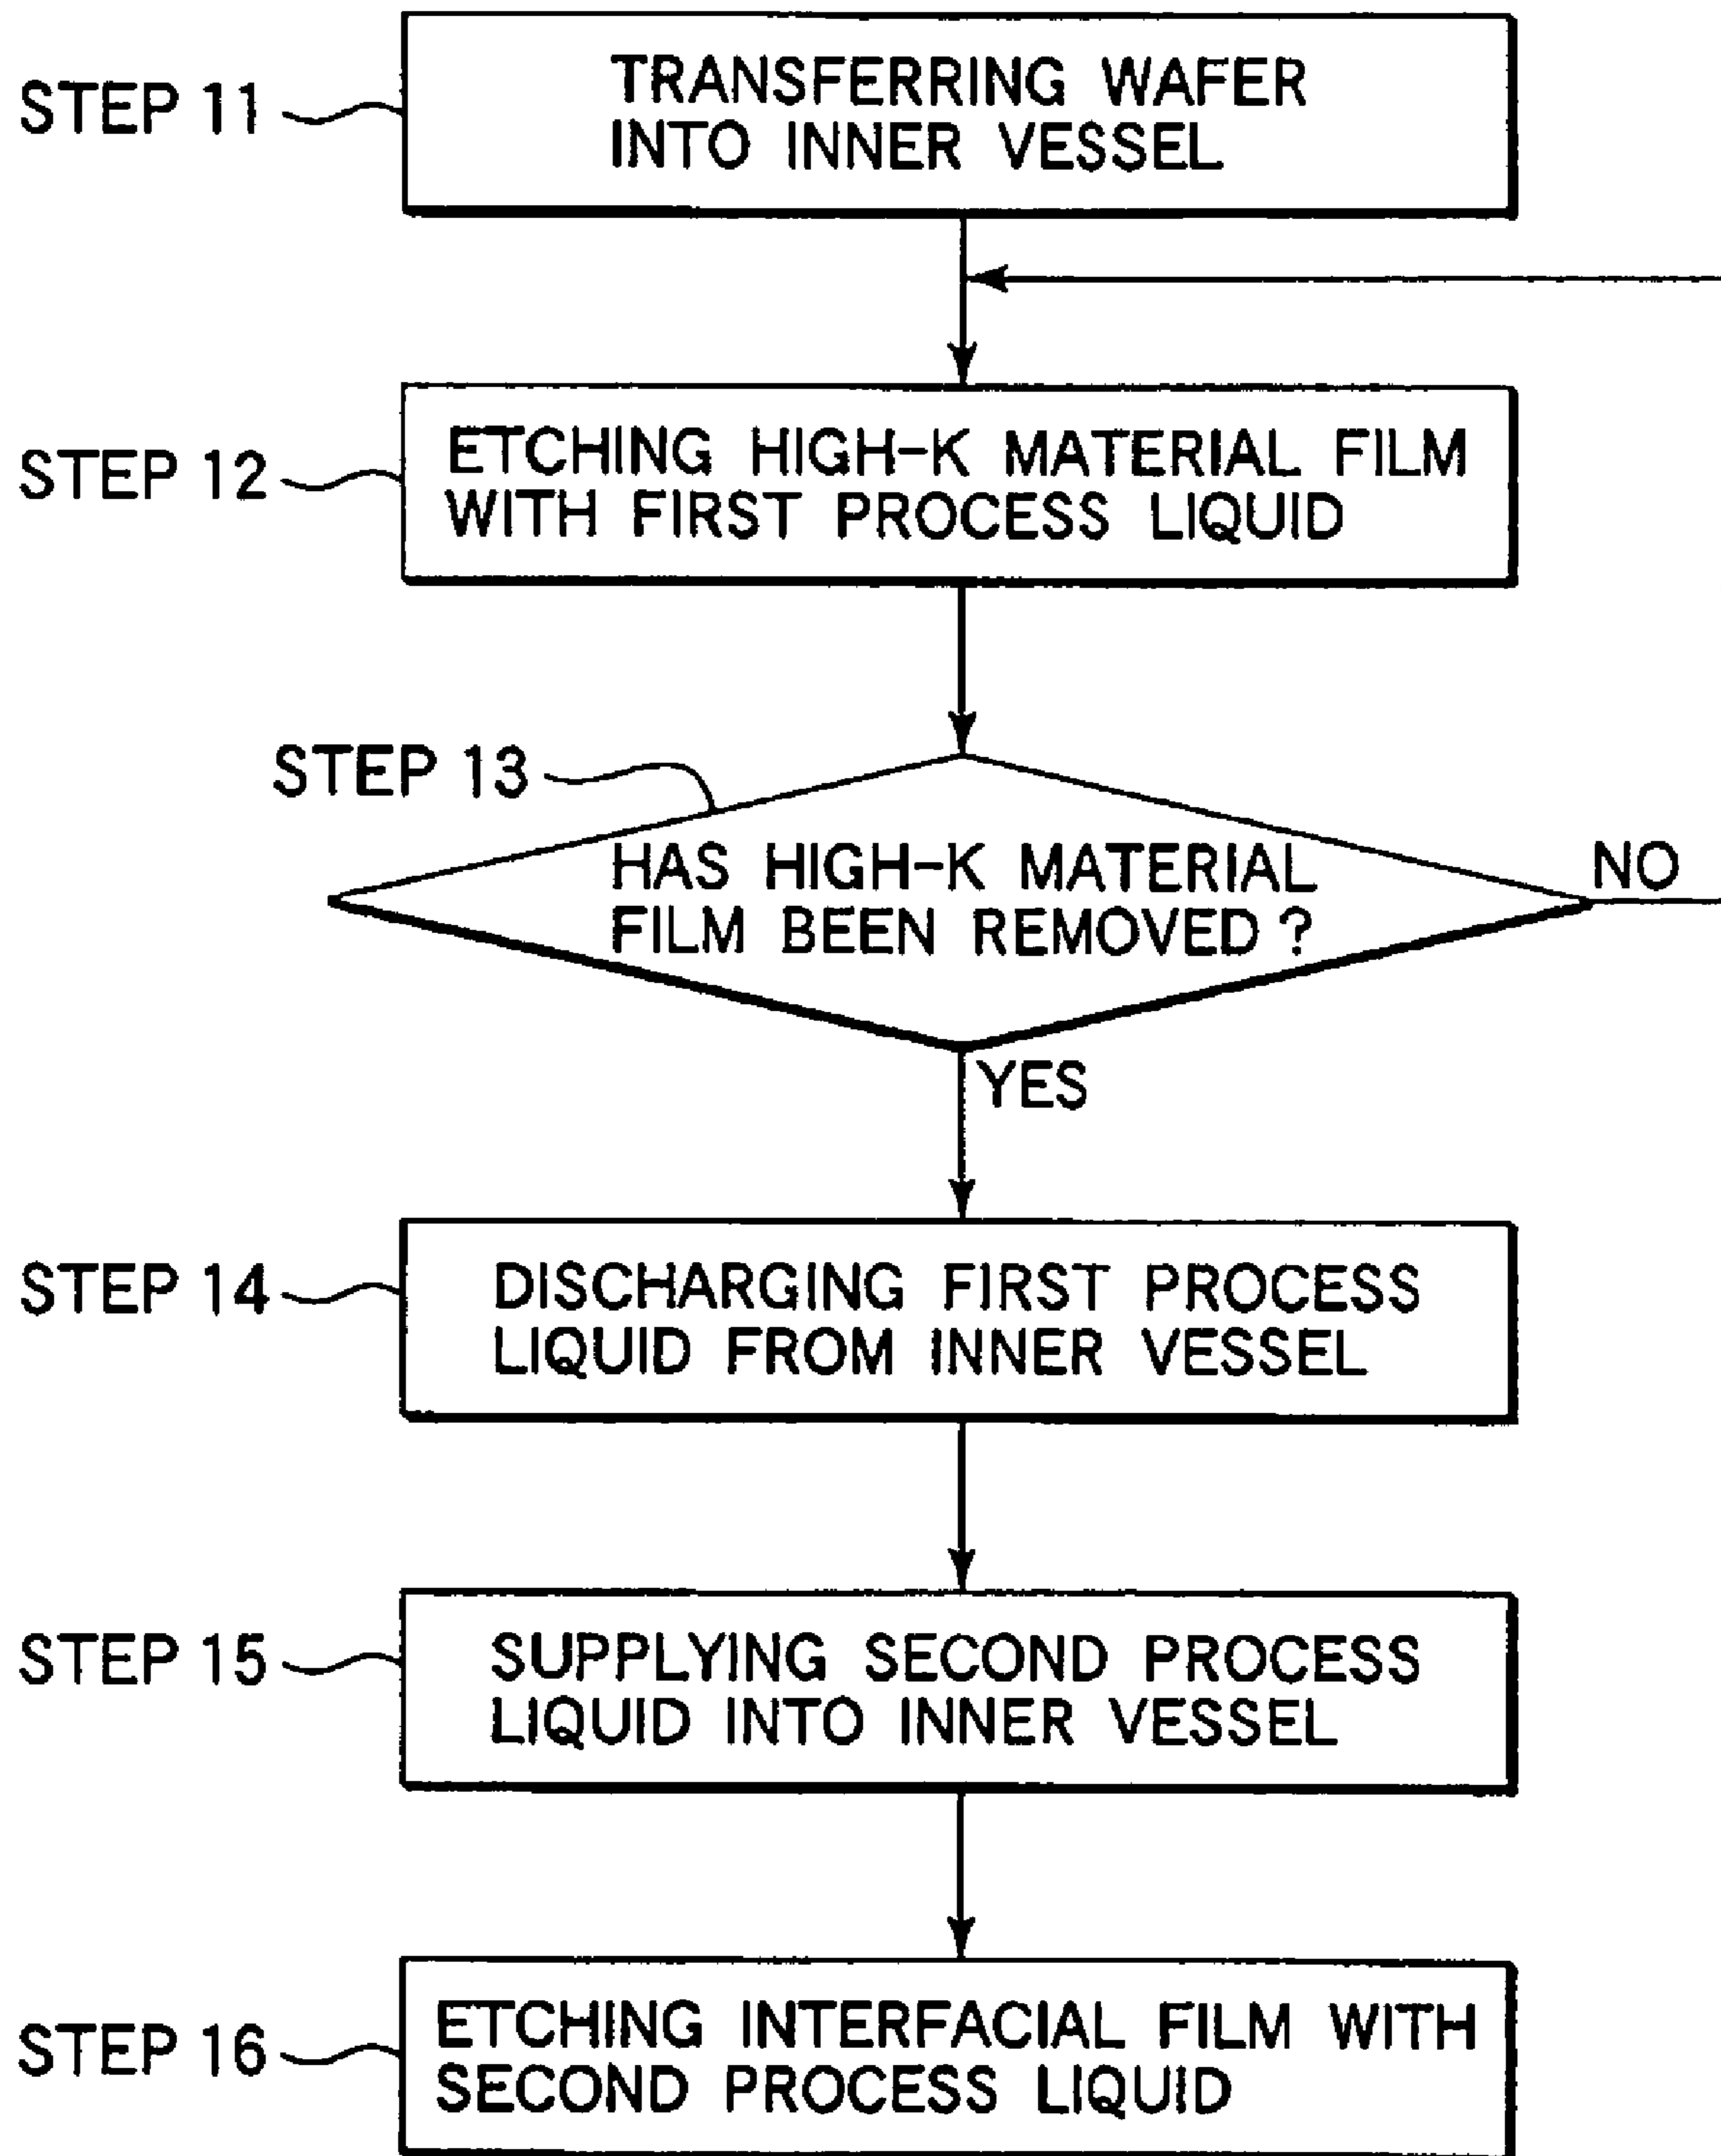 STEP 11
TRANSFERRING WAFER
INTO INNER VESSEL
STEP 12
ETCHING HIGH-K MATERIAL FILM
WITH FIRST PROCESS LIQUID
STEP 13
HAS HIGH-K MATERIAL
FILM BEEN REMOVED ?
NO
YES
STEP 14
DISCHARGING FIRST PROCESS
LIQUID FROM INNER VESSEL
STEP 15
SUPPLYING SECOND PROCESS
LIQUID INTO INNER VESSEL
STEP 16
ETCHING INTERFACIAL FILM WITH
SECOND PROCESS LIQUID